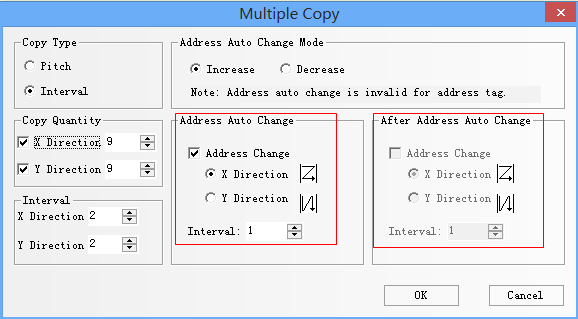 Multiple Copy
Copy Type
Pitch
Interval
Address Auto Change Mode
Increase Decrease
Note: Address auto change is invalid for address tag.
Copy Quantity
X Direction 9
Y Direction 9
Interval
X Direction 2
Y Direction 2
Address Auto Change
Address Change
X Direction
Y Direction
Interval: 1
After Address Auto Change
Address Change
X Direction
Y Direction
Interval: 1
OK Cancel